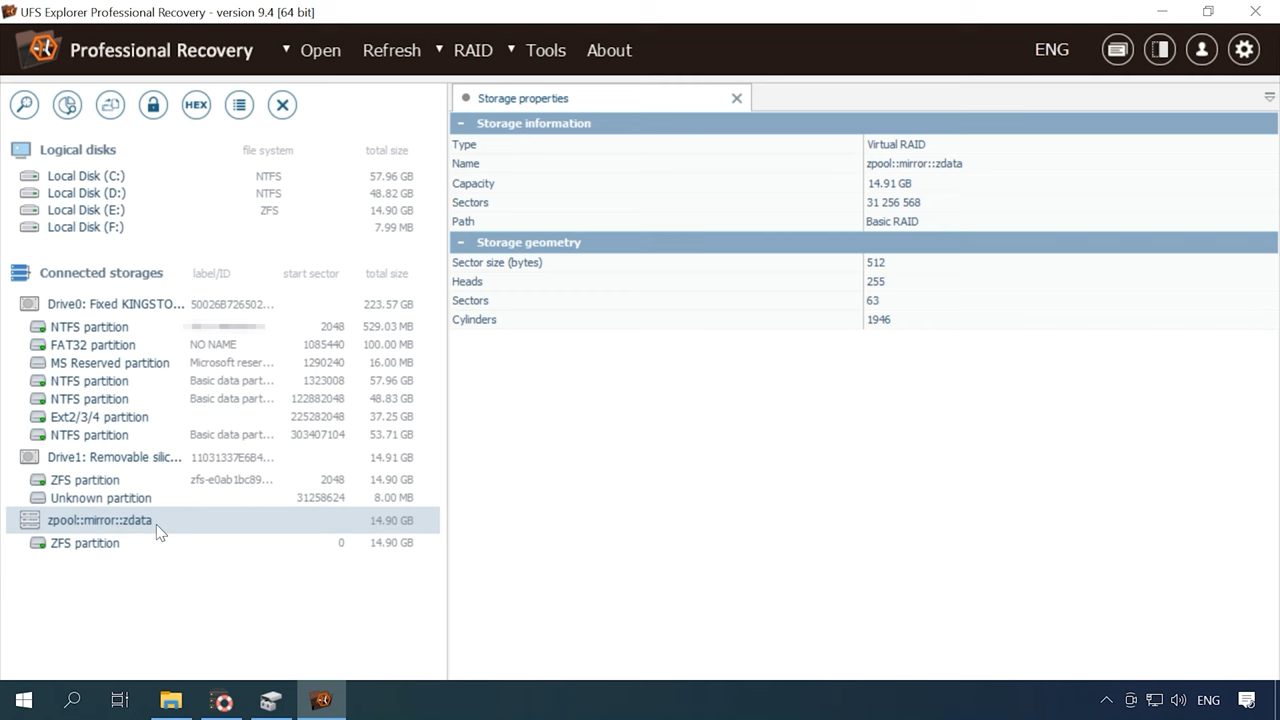 UFS Explorer Professional Recovery - version 9.4 [64 bit]
Professional Recovery Open Refresh RAID Tools About ENG
HEX
Storage properties
Storage information
Logical disks file system total size
Type Virtual RAID
Name zpool::mirror::zdata
Capacity 14.91 GB
Sectors 31 256 568
Path Basic RAID
Storage geometry
Sector size (bytes) 512
Heads 255
Sectors 63
Cylinders 1946
Local Disk (C:) NTFS 57.96 GB
Local Disk (D:) NTFS 48.82 GB
Local Disk (E:) ZFS 14.90 GB
Local Disk (F:) 7.99 MB
Connected storages label/ID start sector total size
Drive0: Fixed KINGSTO... 50026B726502... 223.57 GB
NTFS partition 2048 529.03 MB
FAT32 partition NO NAME 1085440 100.00 MB
MS Reserved partition Microsoft reser... 1290240 16.00 MB
NTFS partition Basic data part... 1323008 57.96 GB
NTFS partition Basic data part... 122882048 48.83 GB
Ext2/3/4 partition 225282048 37.25 GB
NTFS partition Basic data part... 303407104 53.71 GB
Drive1: Removable silic... 11031337E6B4... 14.91 GB
ZFS partition zfs-e0ab1bc89... 2048 14.90 GB
Unknown partition 31258624 8.00 MB
zpool::mirror::zdata 14.90 GB
ZFS partition 0 14.90 GB
ENG